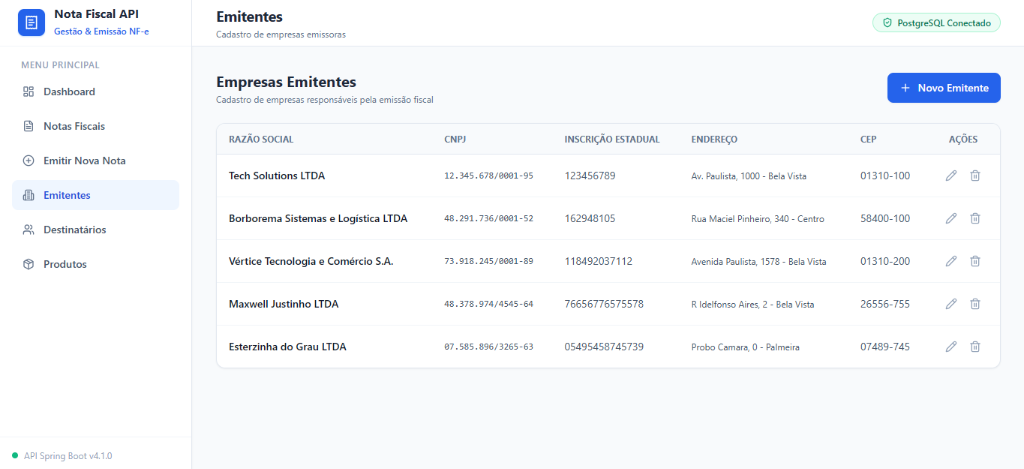 Nota Fiscal API
Gestão & Emissão NF-e
MENU PRINCIPAL
Dashboard
Notas Fiscais
Emitir Nova Nota
Emitentes
Destinatários
Produtos
API Spring Boot v4.1.0
Emitentes
Cadastro de empresas emissoras
PostgreSQL Conectado
Empresas Emitentes
Cadastro de empresas responsáveis pela emissão fiscal
+ Novo Emitente
RAZÃO SOCIAL CNPJ INSCRIÇÃO ESTADUAL ENDEREÇO CEP AÇÕES
Tech Solutions LTDA 12.345.678/0001-95 123456789 Av. Paulista, 1000 - Bela Vista 01310-100
Borborema Sistemas e Logística LTDA 48.291.736/0001-52 162948105 Rua Maciel Pinheiro, 340 - Centro 58400-100
Vértice Tecnologia e Comércio S.A. 73.918.245/0001-89 118492037112 Avenida Paulista, 1578 - Bela Vista 01310-200
Maxwell Justinho LTDA 48.378.974/4545-64 76656776575578 R Idelfonso Aires, 2 - Bela Vista 26556-755
Esterzinha do Grau LTDA 07.585.896/3265-63 05495458745739 Probo Camara, 0 - Palmeira 07489-745